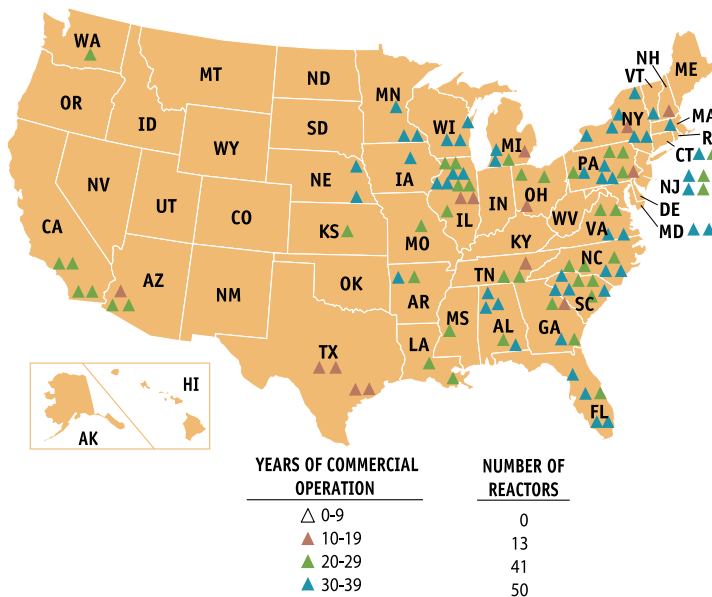 NH
WA
VT
ME
MT
ND
MN
OR
NY
MA
ID
SD
WI
MI
R
WY
CT
PA
IA
NE
NJ
NV
OH
IN
IL
UT
DE
CO
WV
CA
VA
MD
KS
MO
KY
NC
TN
OK
AZ
NM
AR
SC
MS
AL
GA
LA
TX
HI
FL
AK
YEARS OF COMMERCIAL
OPERATION
NUMBER OF
REACTORS
0-9
0
10-19
13
20-29
41
30-39
50